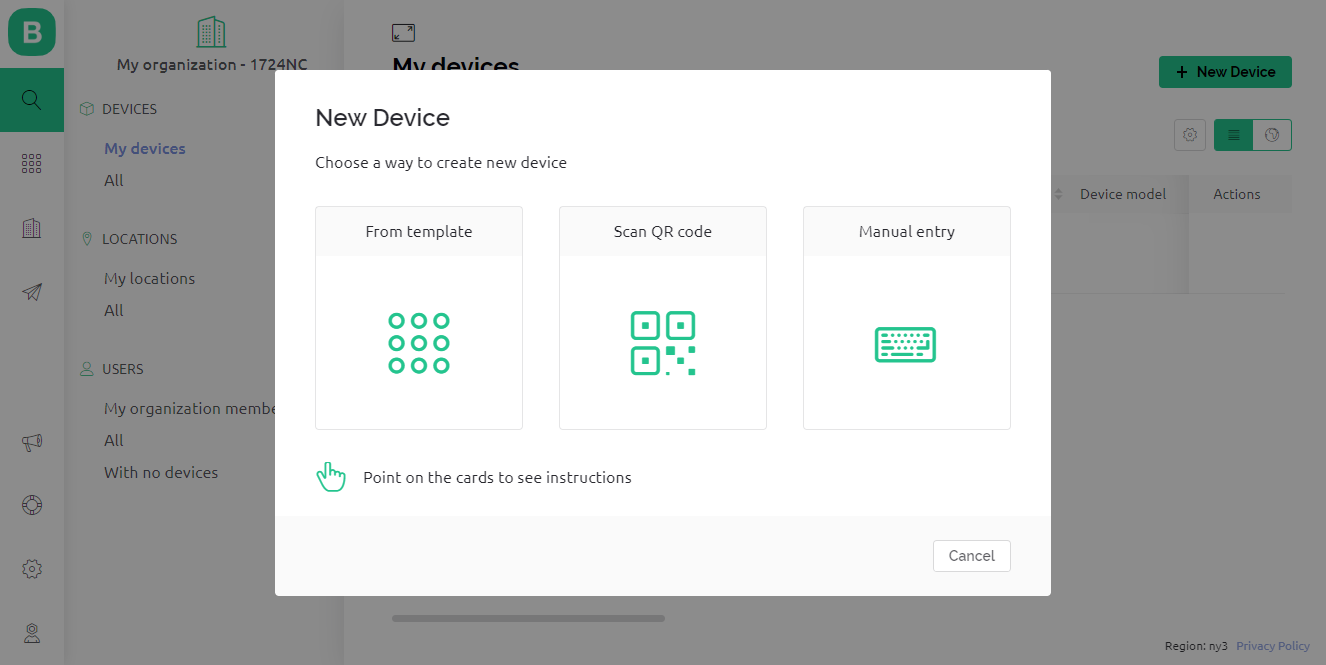 B
My organization - 1724NC
DEVICES
My devices
All
LOCATIONS
My locations
All
USERS
My organization membe
All
With no devices
My devices
+ New Device
Device model
Actions
New Device
Choose a way to create new device
From template
Scan QR code
Manual entry
Point on the cards to see instructions
Cancel
Region: ny3 Privacy Policy